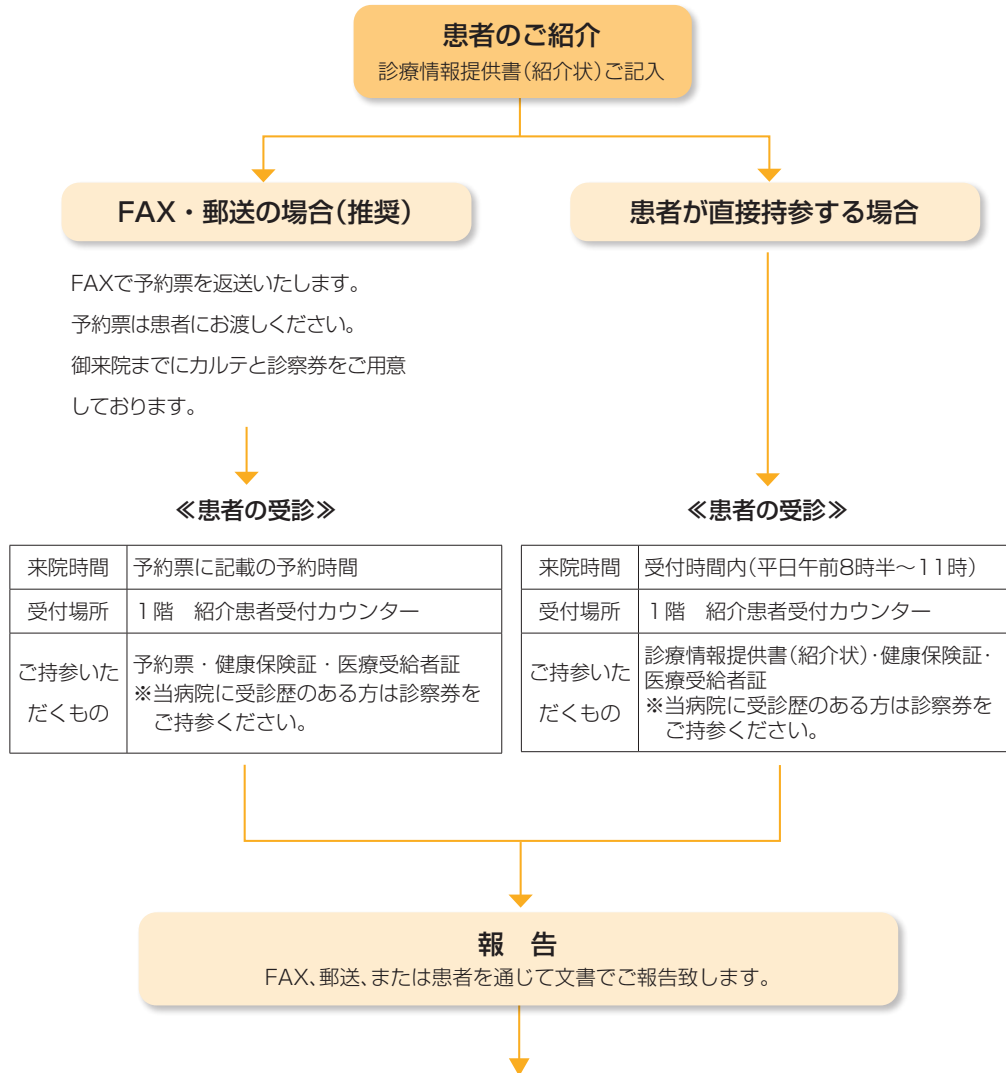 患者のご紹介
診療情報提供書（紹介状）ご記入
FAX・郵送の場合（推奨）
FAXで予約票を返送いたします。
予約票は患者にお渡しください。
御来院までにカルテと診察券をご用意
しております。
≪患者の受診≫
来院時間 予約票に記載の予約時間
受付場所 1階　紹介患者受付カウンター
ご持参いた
だくもの
予約票・健康保険証・医療受給者証
※当病院に受診歴のある方は診察券を
ご持参ください。
患者が直接持参する場合
≪患者の受診≫
来院時間 受付時間内（平日午前8時半〜11時）
受付場所 1階　紹介患者受付カウンター
ご持参いた
だくもの
診療情報提供書（紹介状）・健康保険証・
医療受給者証
※当病院に受診歴のある方は診察券を
ご持参ください。
報　告
FAX、郵送、または患者を通じて文書でご報告致します。